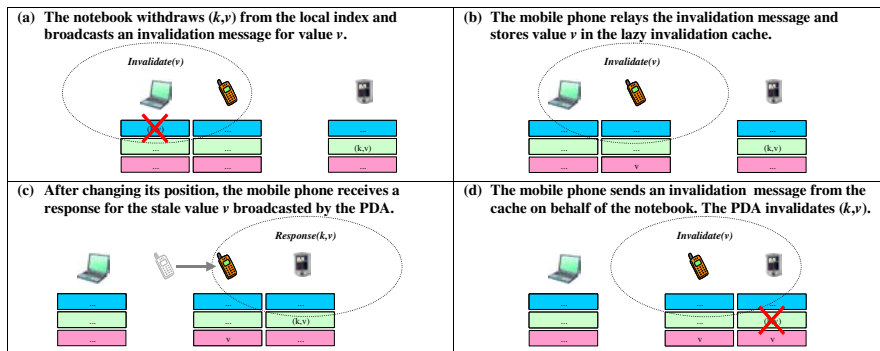 (a) The notebook withdraws (k,v) from the local index and
broadcasts an invalidation message for value v.
Invalidate(v)
... ...
... ... (k,v)
... ... ...
(b) The mobile phone relays the invalidation message and
stores value v in the lazy invalidation cache.
Invalidate(v)
... ... ...
... ... (k,v)
... v ...
(c) After changing its position, the mobile phone receives a
response for the stale value v broadcasted by the PDA.
Response(k,v)
... ... ...
... ... (k,v)
... v ...
(d) The mobile phone sends an invalidation message from the
cache on behalf of the notebook. The PDA invalidates (k,v).
Invalidate(v)
... ... ...
... ...
... v v